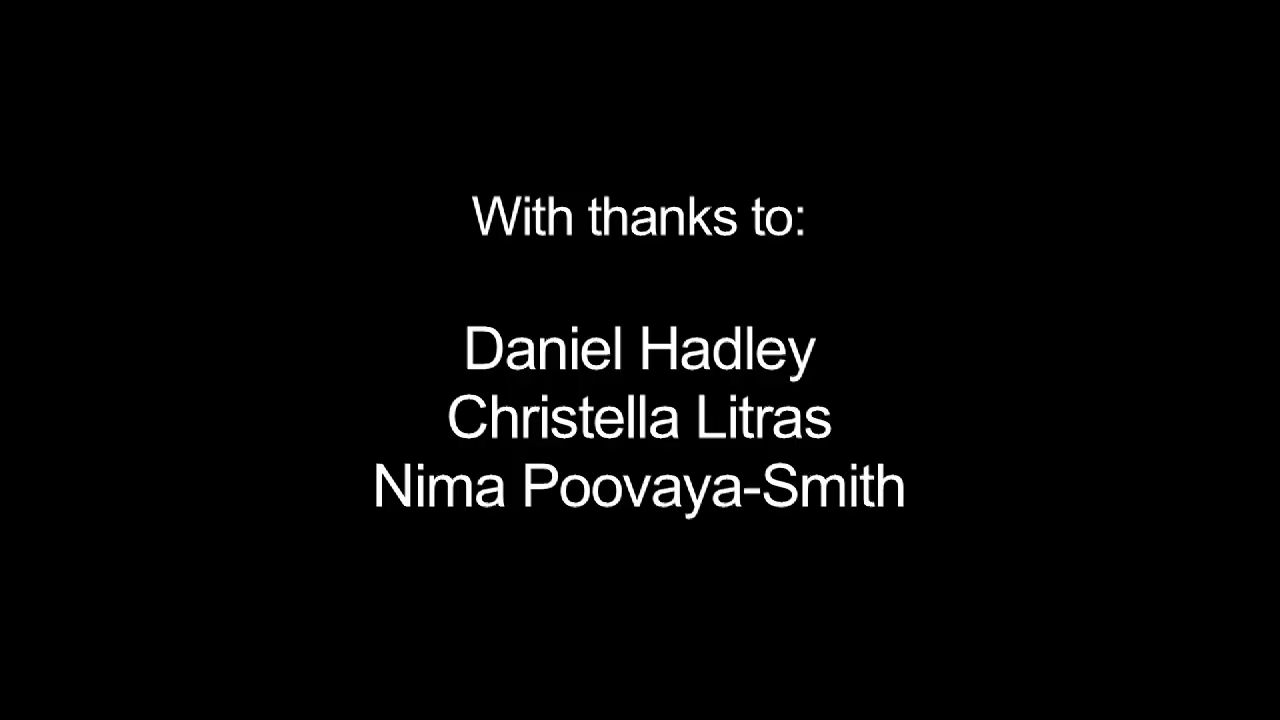 With thanks to:
Daniel Hadley
Christella Litras
Nima Poovaya-Smith